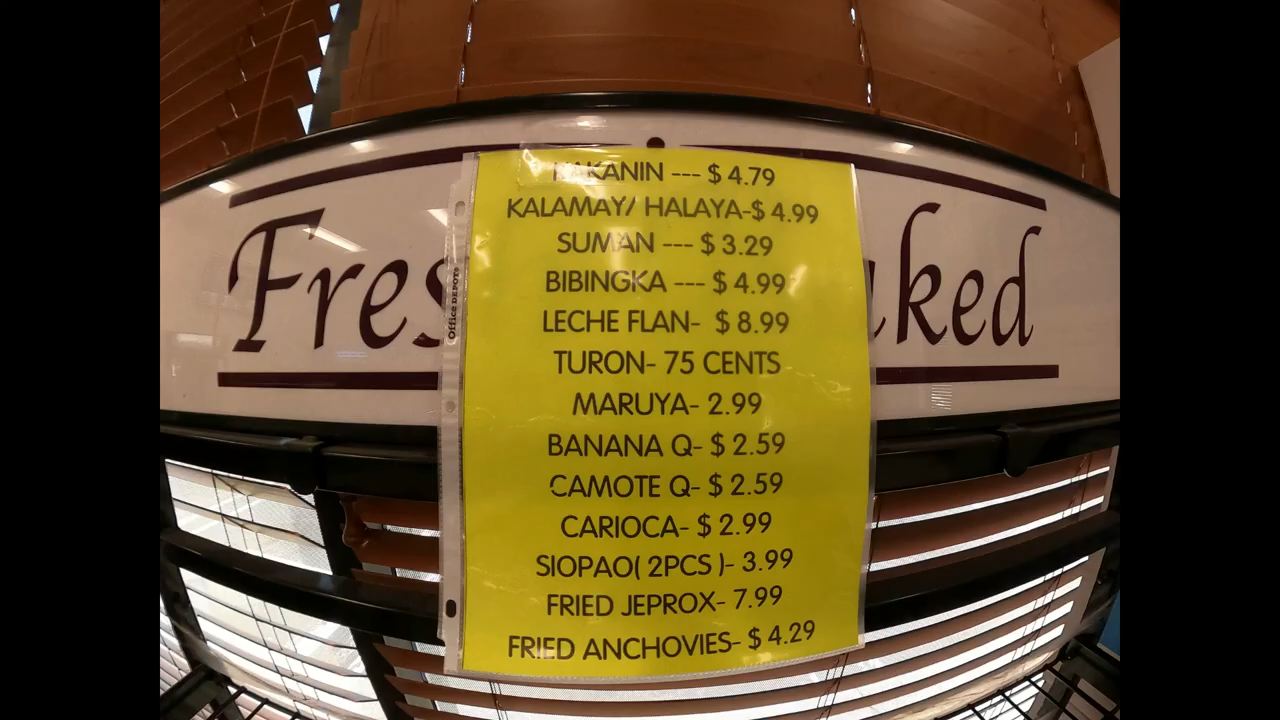 KAKANIN --- $ 4.79
KALAMAY/ HALAYA-$ 4.99
SUMAN --- $ 3.29
BIBINGKA --- $ 4.99
LECHE FLAN- $ 8.99
TURON- 75 CENTS
MARUYA- 2.99
BANANA Q- $ 2.59
CAMOTE Q- $ 2.59
CARIOCA- $ 2.99
SIOPAO( 2PCS )- 3.99
FRIED JEPROX- 7.99
FRIED ANCHOVIES- $ 4.29
Office DEPOT